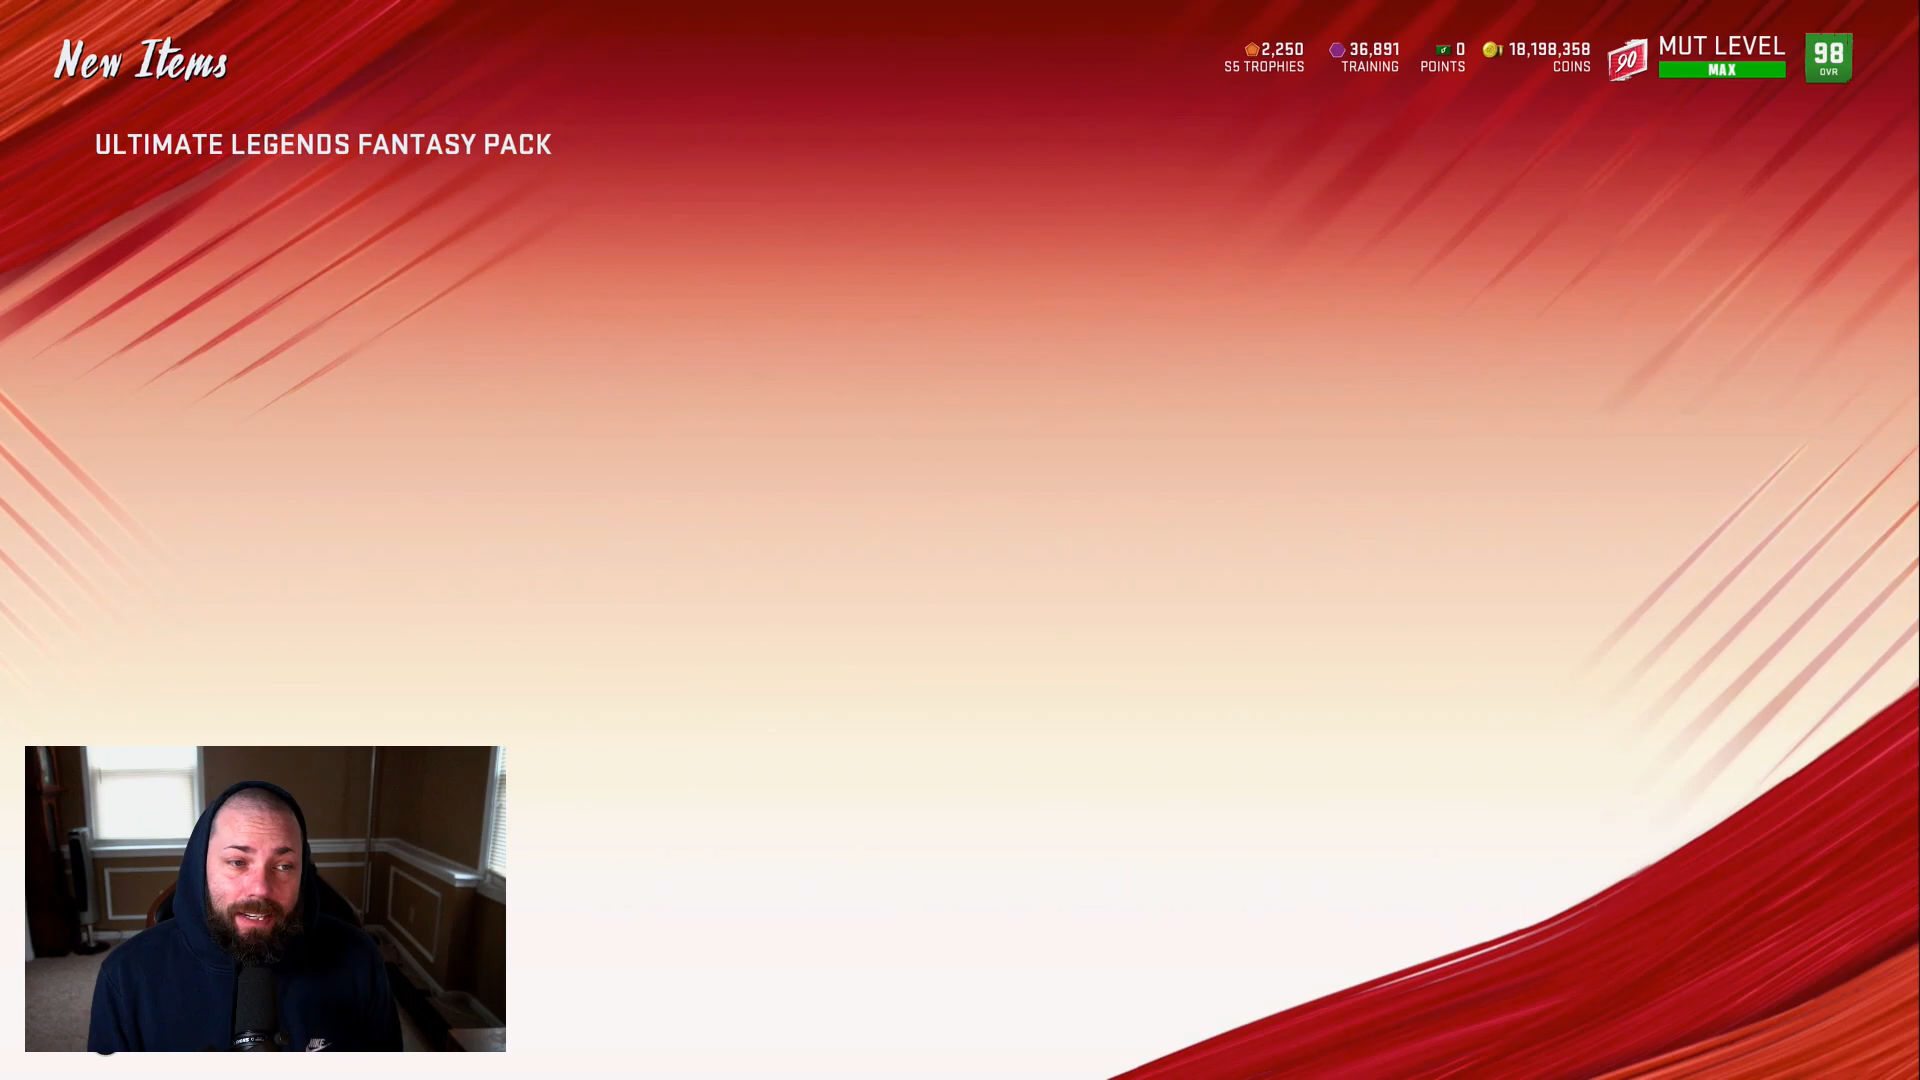 New Items
2,250
S5 TROPHIES
36,891
TRAINING
0
POINTS
18,198,358
COINS
90
MUT LEVEL
MAX
98
OVR
ULTIMATE LEGENDS FANTASY PACK
NIKE